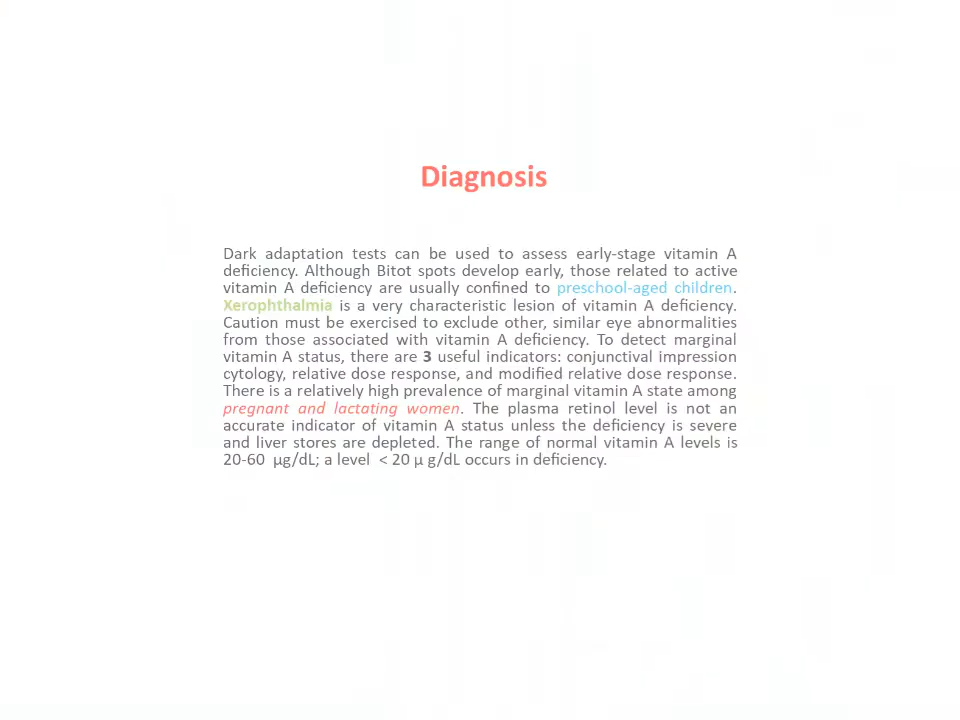 Diagnosis
Dark adaptation tests can be used to assess early-stage vitamin A
deficiency. Although Bitot spots develop early, those related to active
vitamin A deficiency are usually confined to preschool-aged children.
Xerophthalmia is a very characteristic lesion of vitamin A deficiency.
Caution must be exercised to exclude other, similar eye abnormalities
from those associated with vitamin A deficiency. To detect marginal
vitamin A status, there are 3 useful indicators: conjunctival impression
cytology, relative dose response, and modified relative dose response.
There is a relatively high prevalence of marginal vitamin A state among
pregnant and lactating women. The plasma retinol level is not an
accurate indicator of vitamin A status unless the deficiency is severe
and liver stores are depleted. The range of normal vitamin A levels is
20-60 µg/dL; a level < 20 µ g/dL occurs in deficiency.